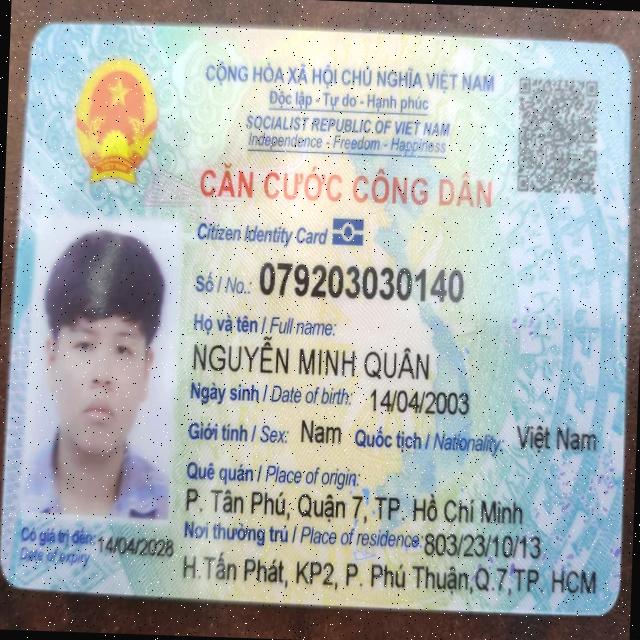 CỘNG HÒA XÃ HỘI CHỦ NGHĨA VIỆT NAM
Độc lập - Tự do - Hạnh phúc
SOCIALIST REPUBLIC OF VIET NAM
Independence - Freedom - Happiness
CĂN CƯỚC CÔNG DÂN
Citizen Identity Card
Số / No.: 079203030140
Họ và tên / Full name:
NGUYỄN MINH QUÂN
Ngày sinh / Date of birth: 14/04/2003
Giới tính / Sex: Nam Quốc tịch / Nationality: Việt Nam
Quê quán / Place of origin:
P. Tân Phú, Quận 7, TP. Hồ Chí Minh
Nơi thường trú / Place of residence: 803/23/10/13
H.Tấn Phát, KP2, P. Phú Thuận,Q.7,TP. HCM
Có giá trị đến: 14/04/2028
Date of expiry